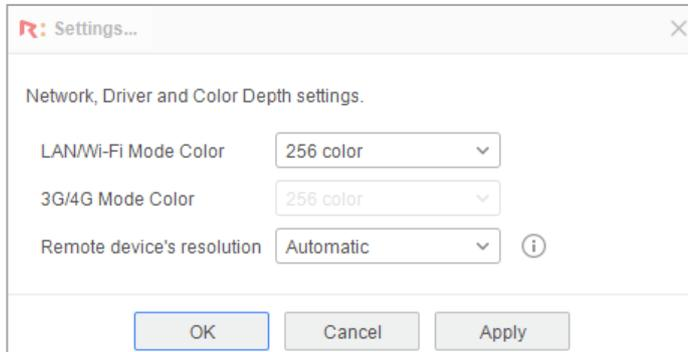 R: Settings...
Network, Driver and Color Depth settings.
LAN/Wi-Fi Mode Color 256 color
3G/4G Mode Color 256 color
Remote device's resolution Automatic
OK Cancel Apply